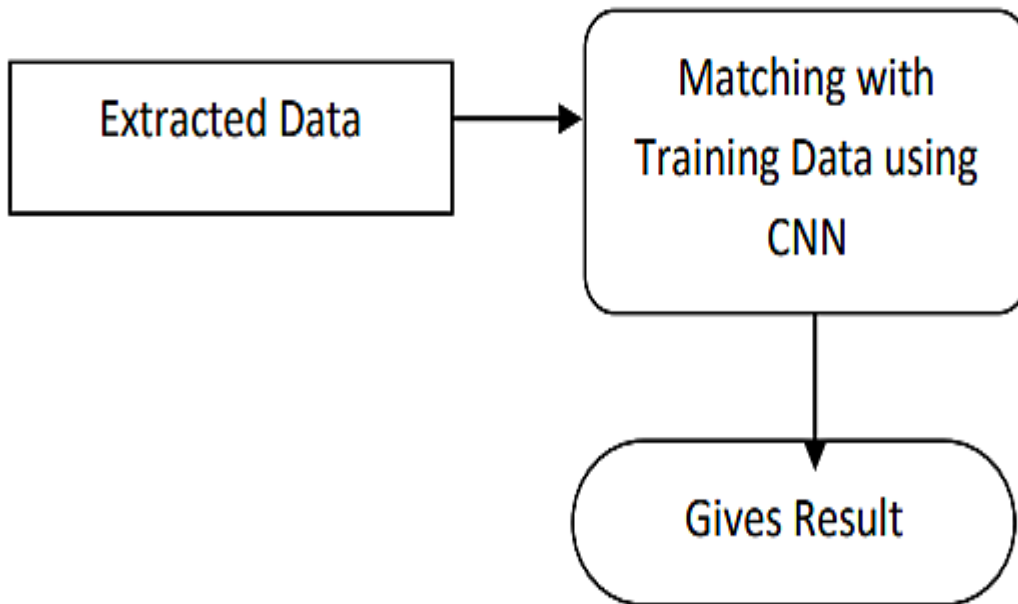 Extracted Data
Matching with
Training Data using
CNN
Gives Result